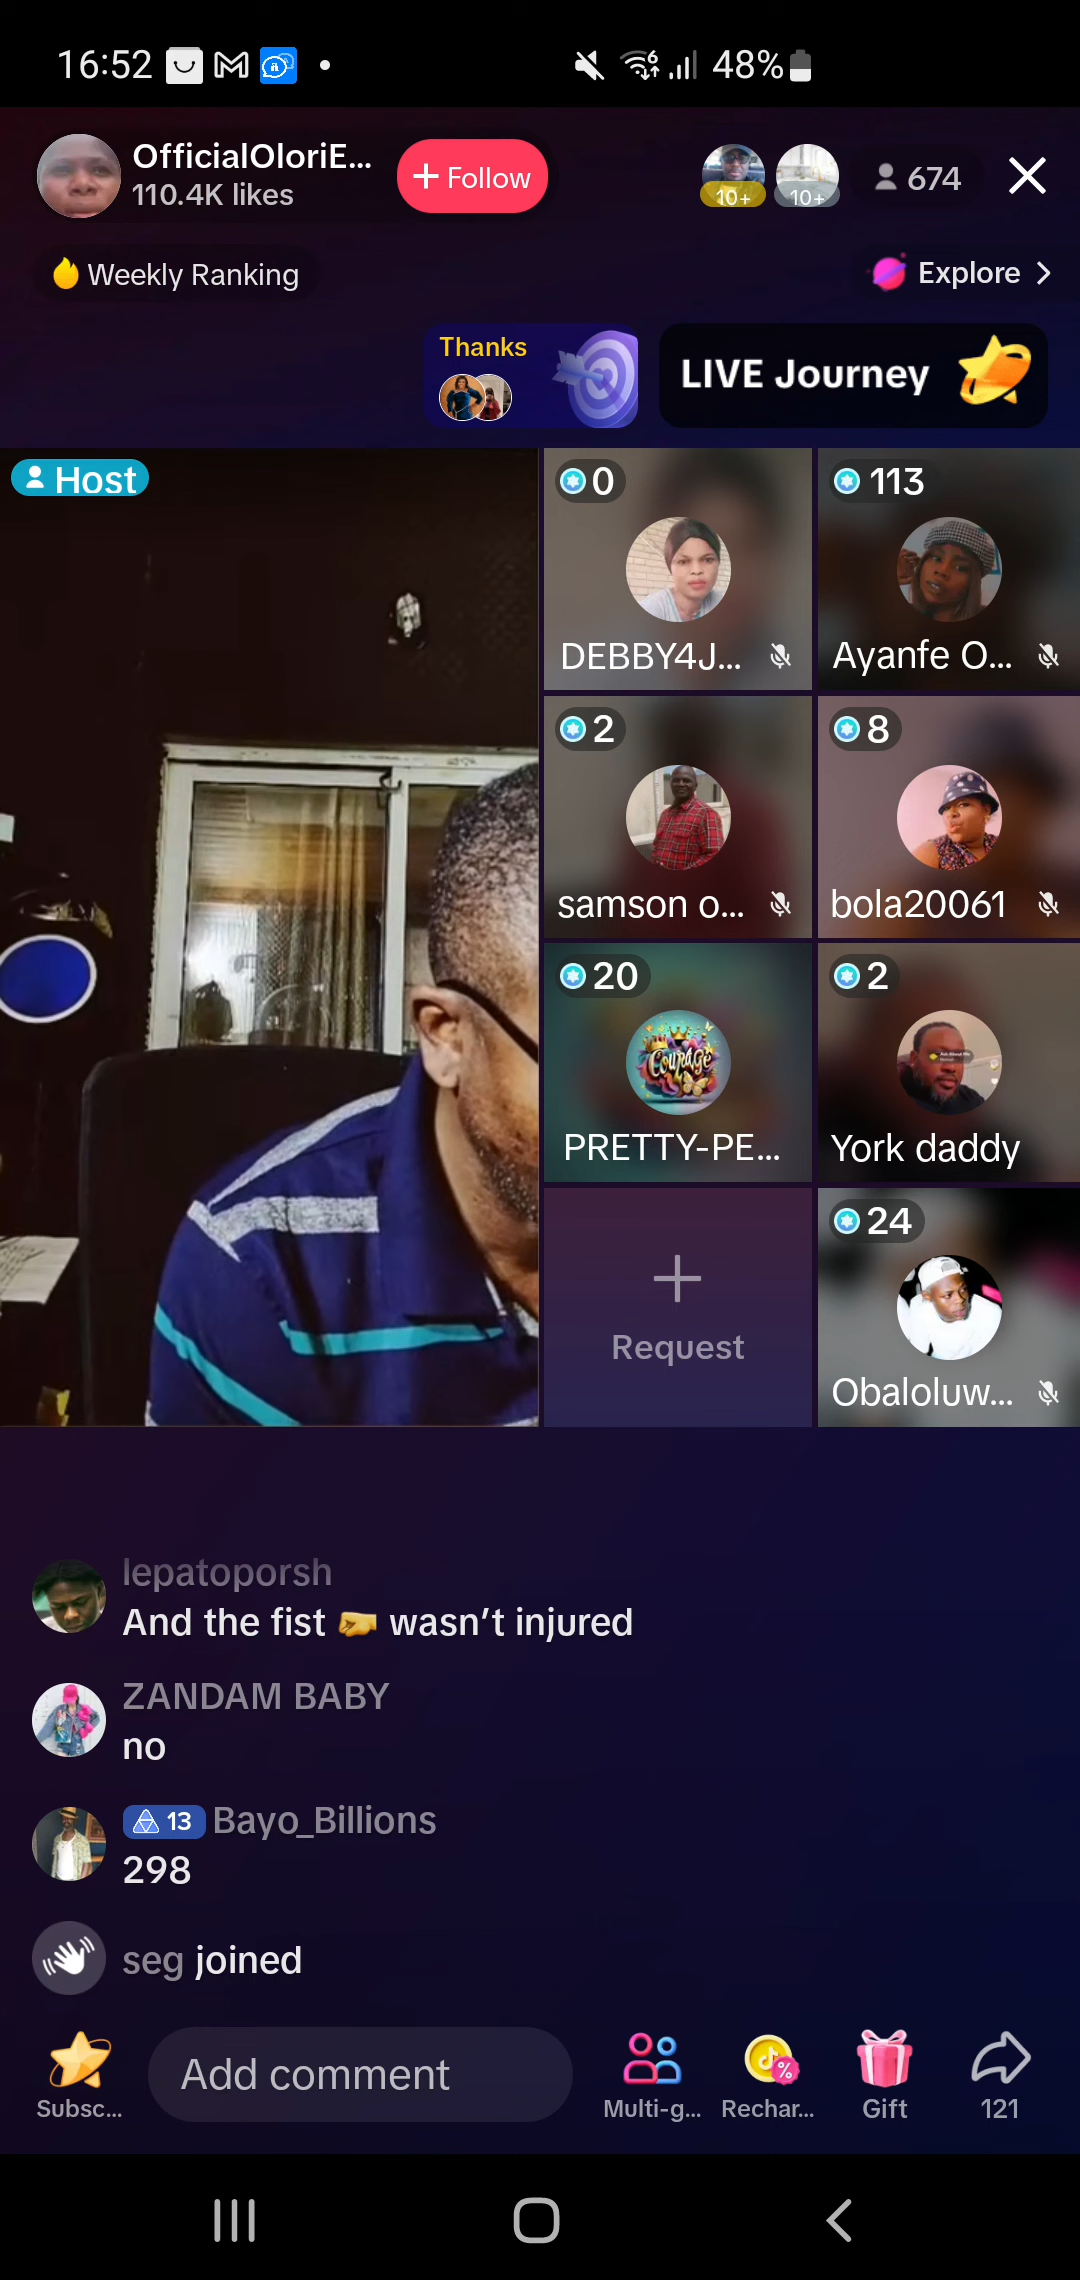 16:52
48%
OfficialOloriE...
110.4K likes
+ Follow
10+
10+
674
Weekly Ranking
Explore
Thanks
LIVE Journey
Host
0
113
DEBBY4J...
Ayanfe O...
2
8
samson o...
bola20061
20
2
Courage
PRETTY-PE...
York daddy
24
Request
Obaloluw...
lepatoporsh
And the fist 🤛 wasn't injured
ZANDAM BABY
no
13 Bayo_Billions
298
seg joined
Add comment
Subsc...
Multi-g...
Rechar...
Gift
121